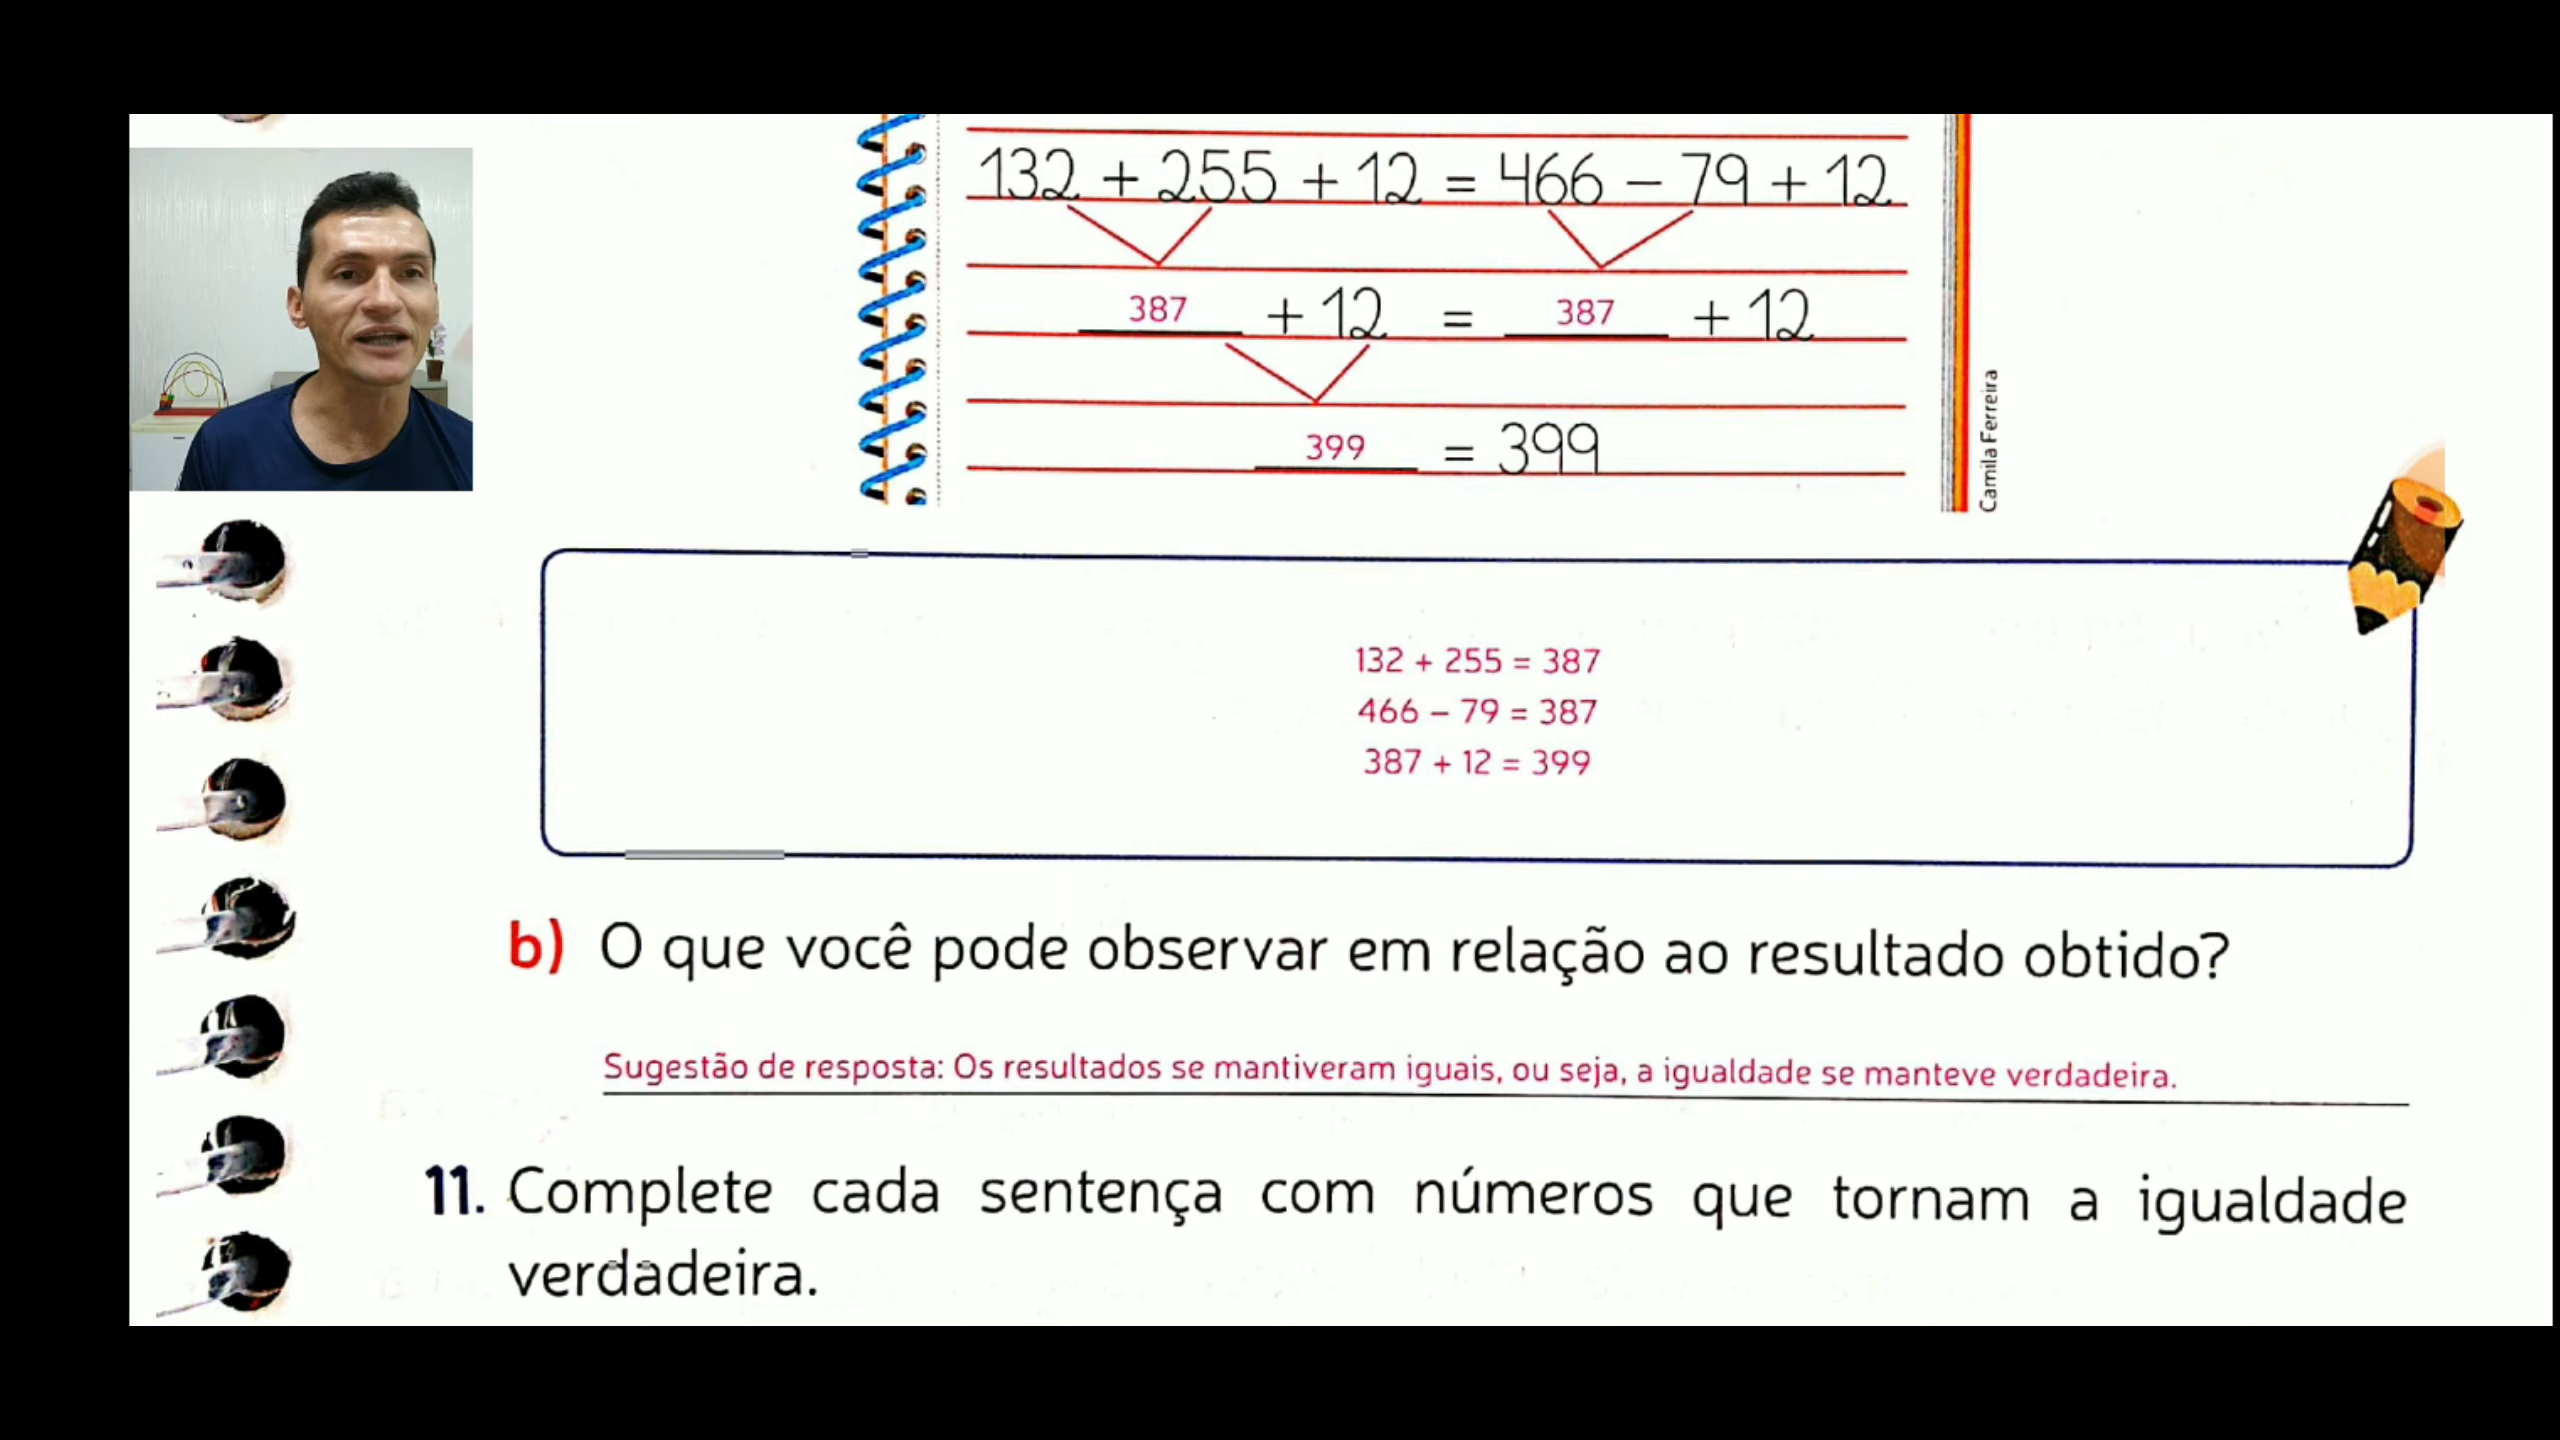 132 + 255 + 12 = 466 – 79 + 12
387 + 12 = 387 + 12
399 = 399
Camila Ferreira
132 + 255 = 387
466 – 79 = 387
387 + 12 = 399
b) O que você pode observar em relação ao resultado obtido?
Sugestão de resposta: Os resultados se mantiveram iguais, ou seja, a igualdade se manteve verdadeira.
11. Complete cada sentença com números que tornam a igualdade
verdadeira.